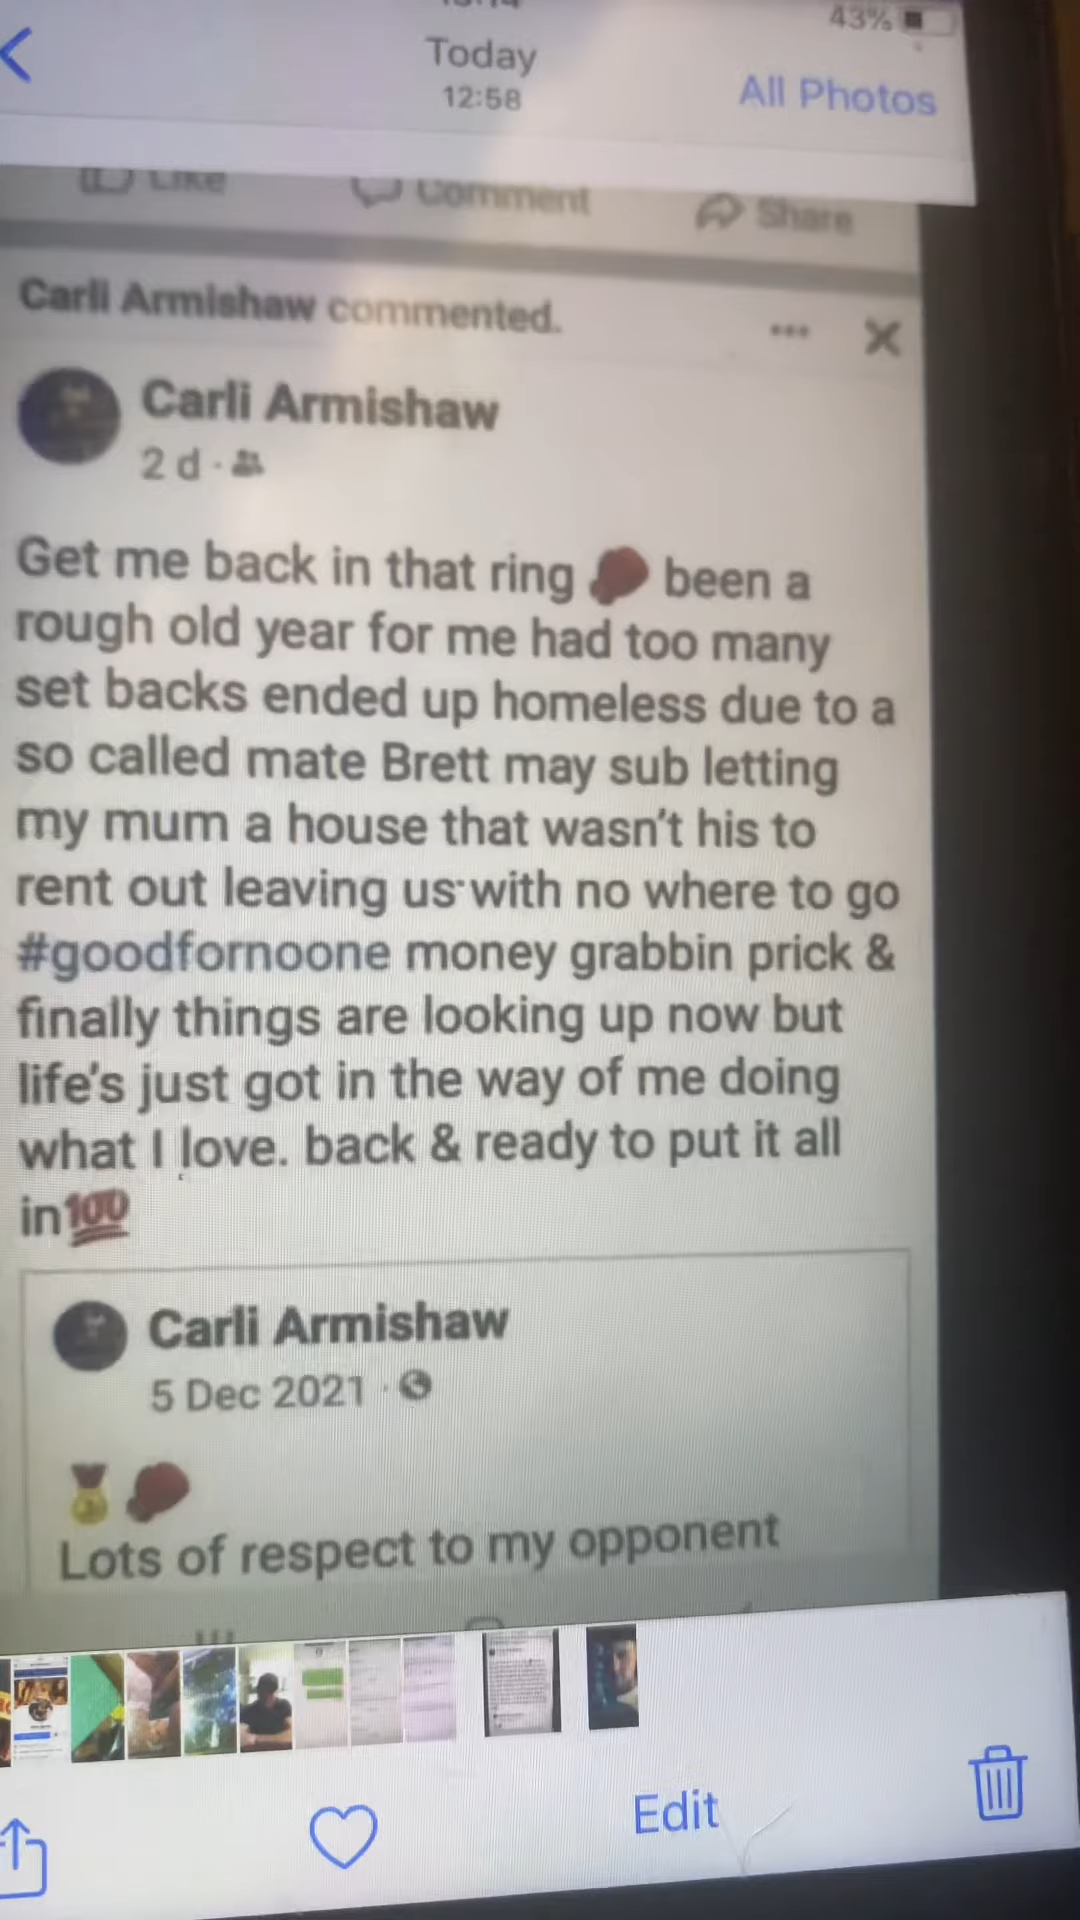 43%
Today
12:58
All Photos
Like
Comment
Share
Carli Armishaw commented.
Carli Armishaw
2 d
Get me back in that ring 🥊 been a
rough old year for me had too many
set backs ended up homeless due to a
so called mate Brett may sub letting
my mum a house that wasn't his to
rent out leaving us with no where to go
#goodfornoone money grabbin prick &
finally things are looking up now but
life's just got in the way of me doing
what I love. back & ready to put it all
in💯
Carli Armishaw
5 Dec 2021
🏅🥊
Lots of respect to my opponent
Edit